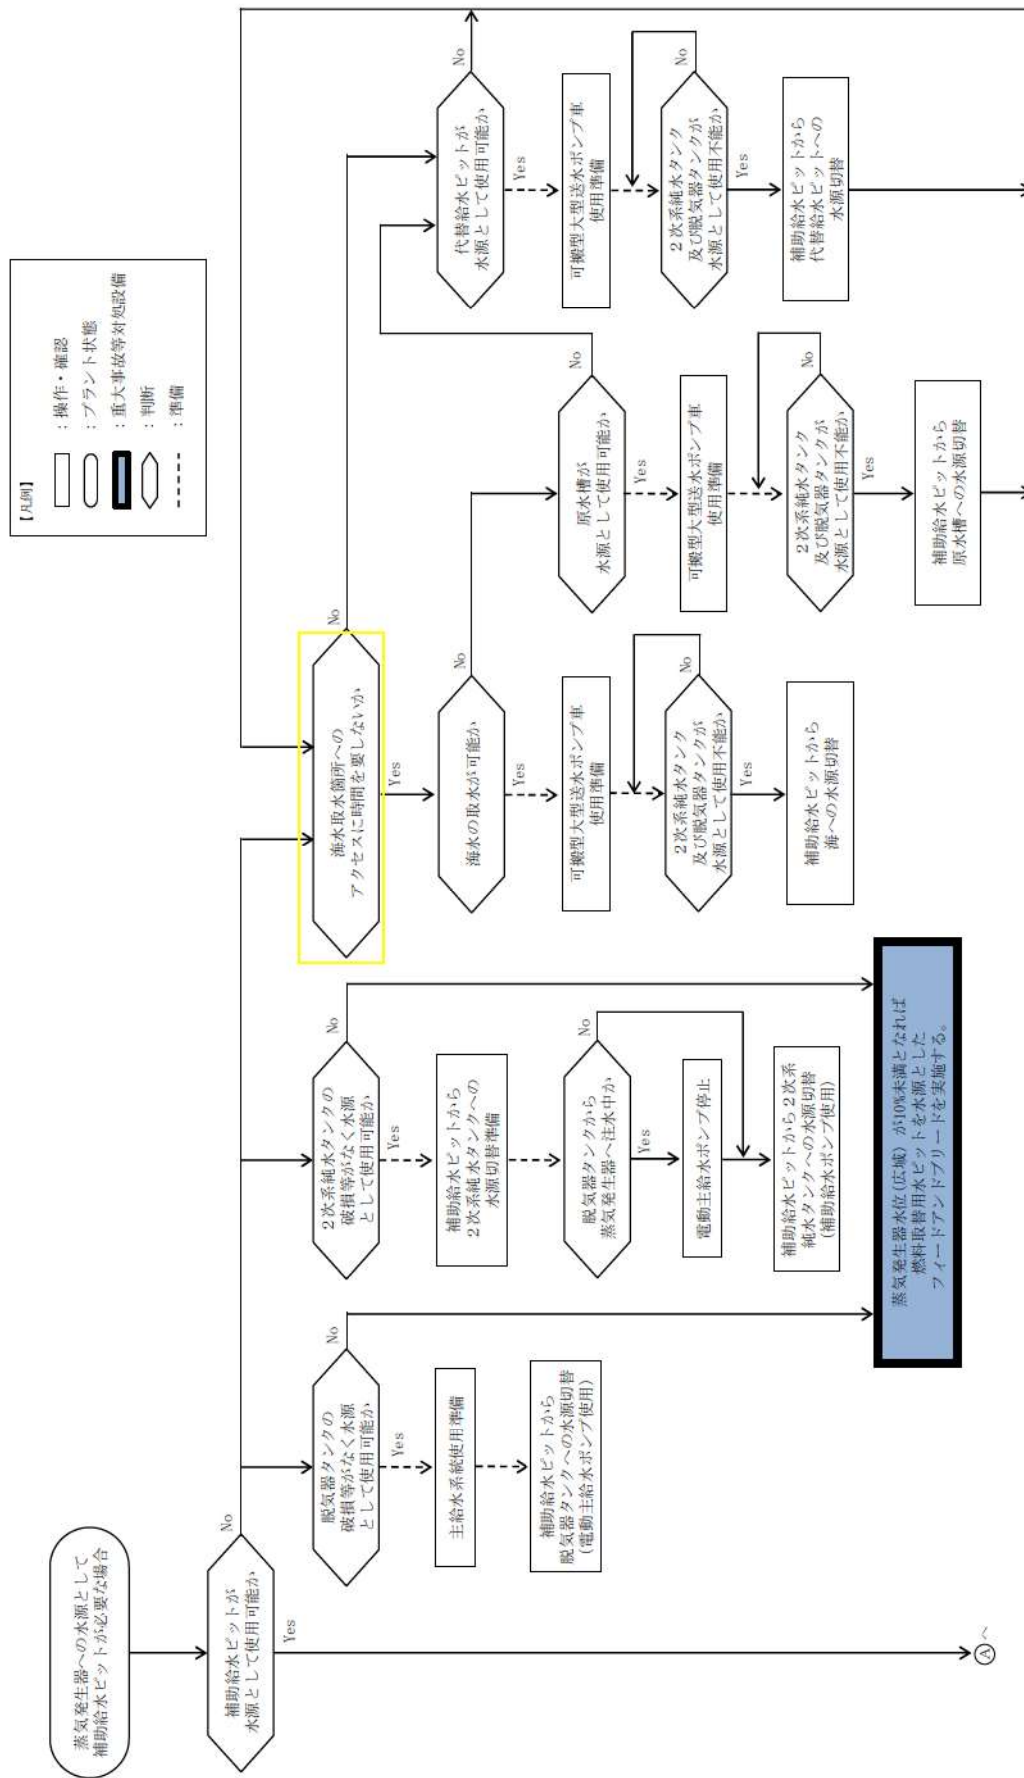 蒸気発生器への水源として
補助給水ピットが必要な場合
補助給水ピットが
水源として使用可能か
No
Yes
Ⓐへ
脱気器タンクの
破損等がなく水源
として使用可能か
No
Yes
主給水系統使用準備
補助給水ピットから
脱気器タンクへの水源切替
(電動主給水ポンプ使用)
2次系純水タンクの
破損等がなく水源
として使用可能か
No
Yes
補助給水ピットから
2次系純水タンクへの
水源切替準備
脱気器タンクから
蒸気発生器へ注水中か
No
Yes
電動主給水ポンプ停止
補助給水ピットから2次系
純水タンクへの水源切替
(補助給水ポンプ使用)
蒸気発生器水位(広域)が10%未満となれば
燃料取替用水ピットを水源とした
フィードアンドブリードを実施する。
海水取水箇所への
アクセスに時間を要しないか
No
Yes
海水の取水が可能か
No
Yes
可搬型大型送水ポンプ車
使用準備
2次系純水タンク
及び脱気器タンクが
水源として使用不能か
No
Yes
補助給水ピットから
海への水源切替
原水槽が
水源として使用可能か
No
Yes
可搬型大型送水ポンプ車
使用準備
2次系純水タンク
及び脱気器タンクが
水源として使用不能か
No
Yes
補助給水ピットから
原水槽への水源切替
代替給水ピットが
水源として使用可能か
No
Yes
可搬型大型送水ポンプ車
使用準備
2次系純水タンク
及び脱気器タンクが
水源として使用不能か
No
Yes
補助給水ピットから
代替給水ピットへの
水源切替
【凡例】
:操作・確認
:プラント状態
:重大事故等対処設備
:判断
:準備